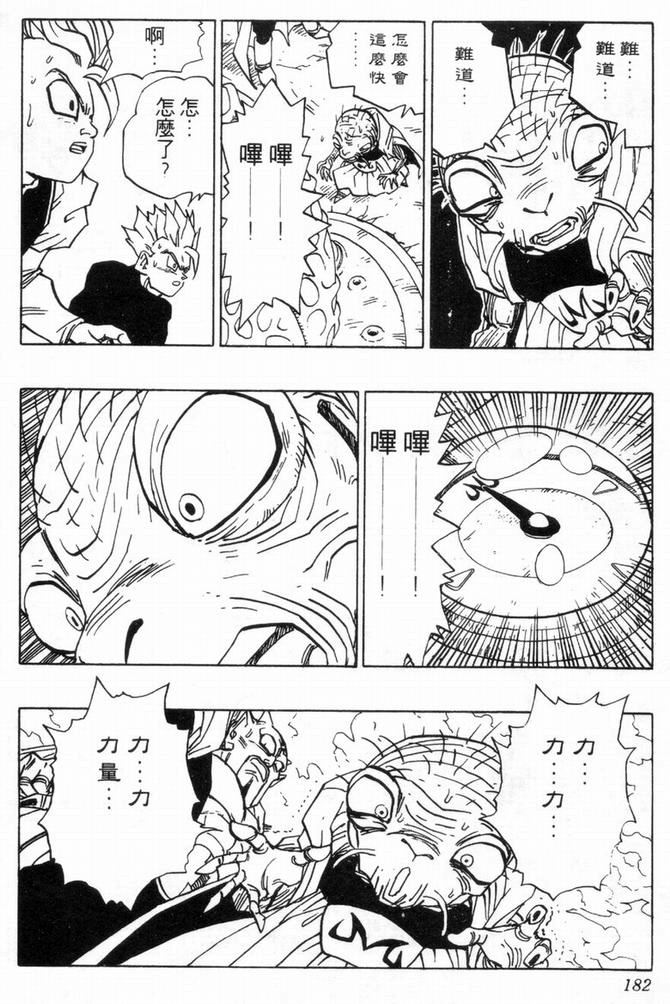 難⋯
難道⋯
難道⋯
怎麼會
這麼快
⋯⋯
嗶——！
嗶——！
啊⋯
怎⋯
怎麼了?
嗶——！
嗶——！
力⋯
力⋯力⋯
力⋯力
力量⋯
182